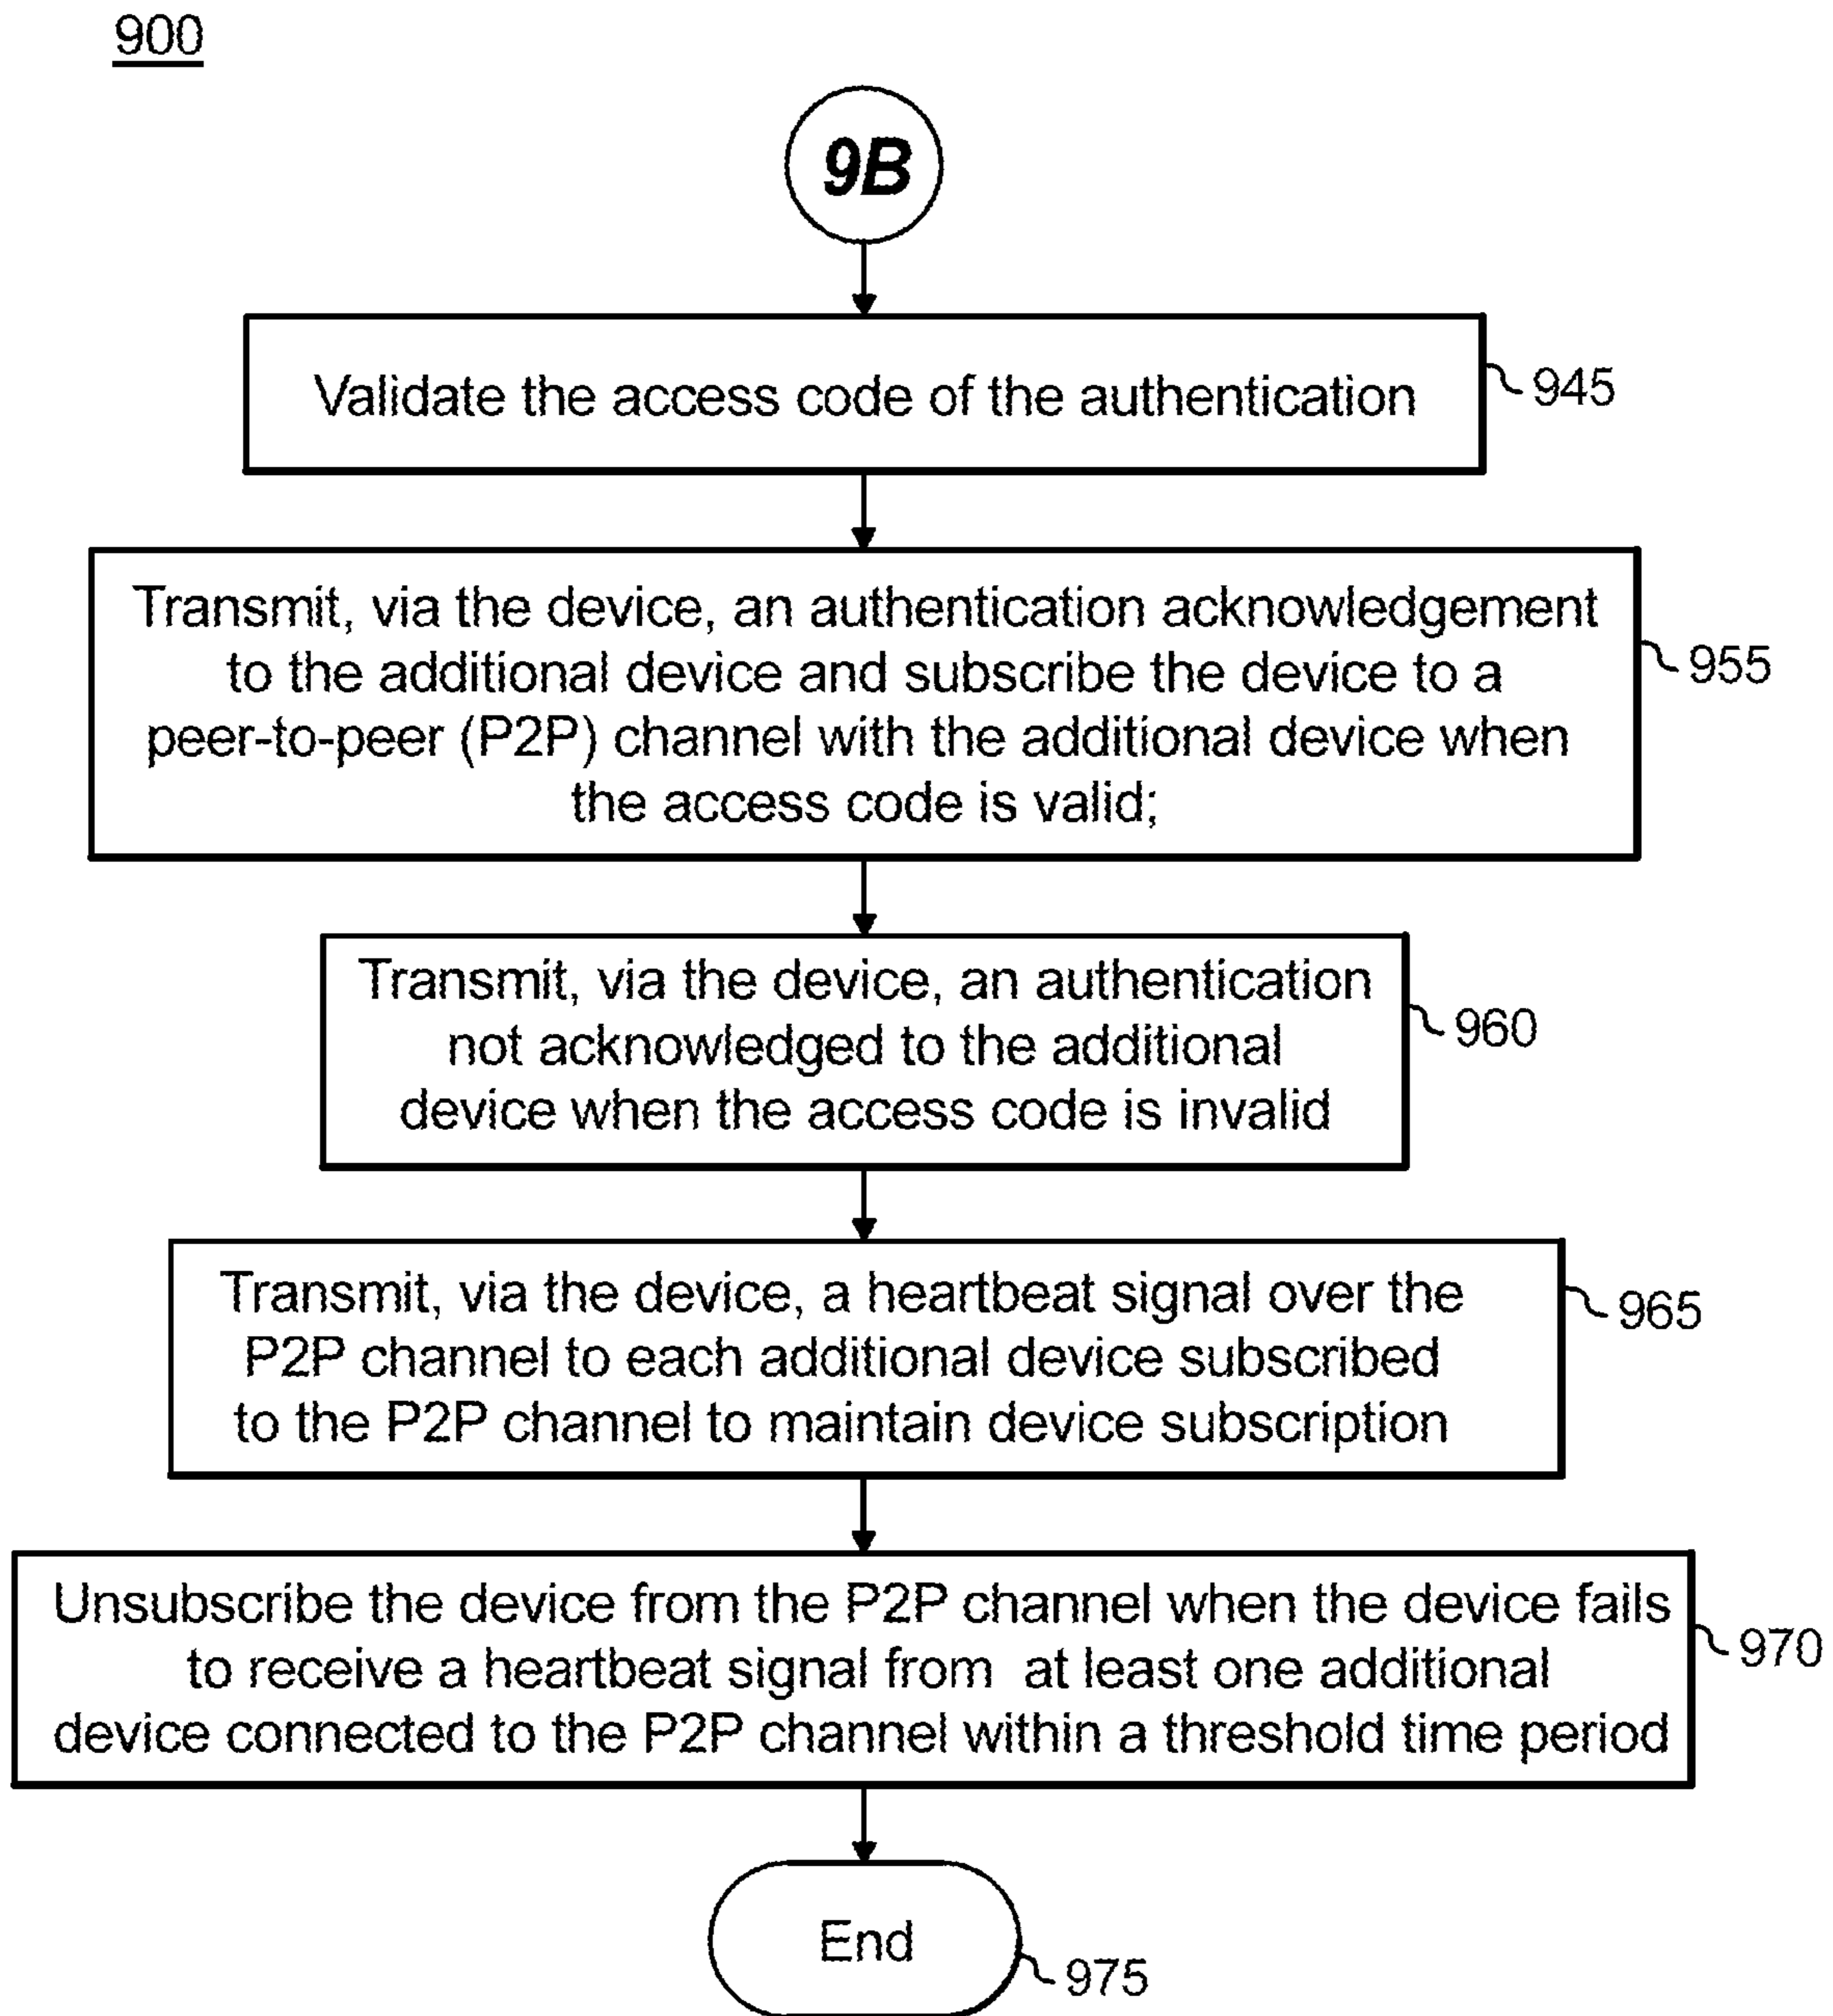 900
9B
Validate the access code of the authentication
945
Transmit, via the device, an authentication acknowledgement
to the additional device and subscribe the device to a
peer-to-peer (P2P) channel with the additional device when
the access code is valid;
955
Transmit, via the device, an authentication
not acknowledged to the additional
device when the access code is invalid
960
Transmit, via the device, a heartbeat signal over the
P2P channel to each additional device subscribed
to the P2P channel to maintain device subscription
965
Unsubscribe the device from the P2P channel when the device fails
to receive a heartbeat signal from at least one additional
device connected to the P2P channel within a threshold time period
970
End
975